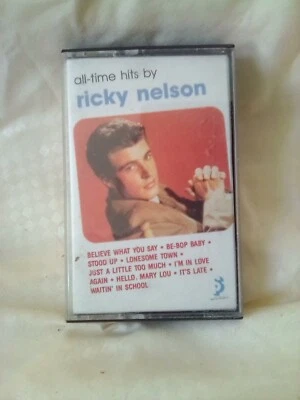 all-time hits by
ricky nelson
BELIEVE WHAT YOU SAY • BE-BOP BABY •
STOOD UP • LONESOME TOWN •
JUST A LITTLE TOO MUCH • I'M IN LOVE
AGAIN • HELLO, MARY LOU • IT'S LATE •
WAITIN' IN SCHOOL